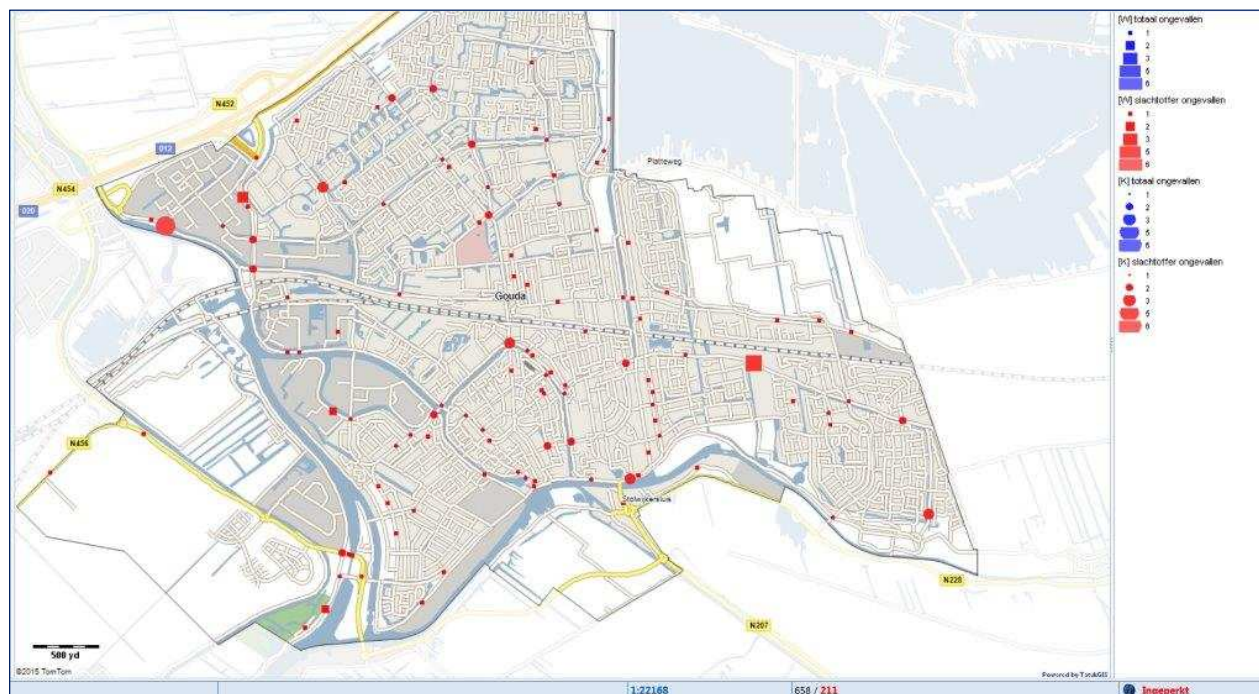 N452
012
N454
020
Platteweg
Gouda
N456
Stolwijkersluis
N228
N207
500 yd
©2015 TomTom
Powered by TatukGIS
[W] totaal ongevallen
1
2
3
5
6
[W] slachtoffer ongevallen
1
2
3
5
6
[K] totaal ongevallen
1
2
3
5
6
[K] slachtoffer ongevallen
1
2
3
5
6
1:22168
658 / 211
Ingeperkt